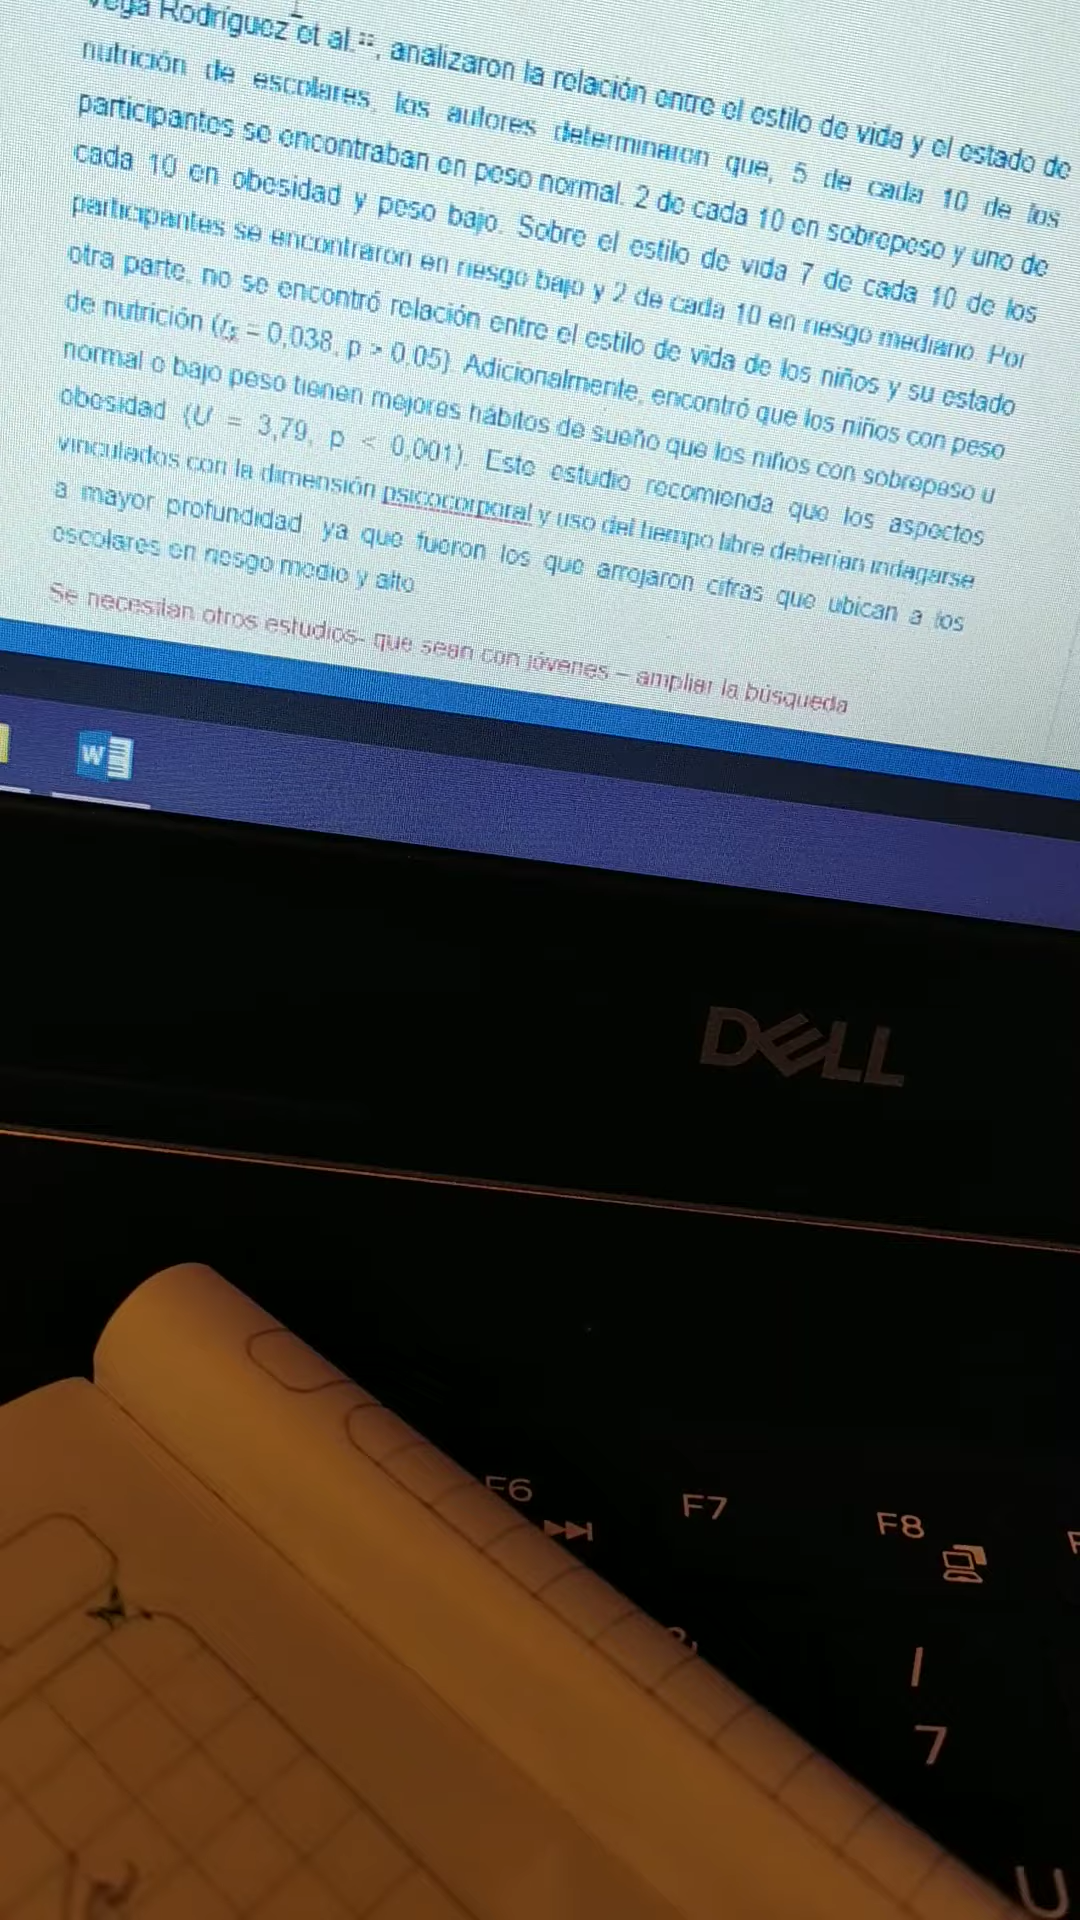 Vega Rodríguez et al.²², analizaron la relación entre el estilo de vida y el estado de
nutrición de escolares, los autores determinaron que, 5 de cada 10 de los
participantes se encontraban en peso normal, 2 de cada 10 en sobrepeso y uno de
cada 10 en obesidad y peso bajo. Sobre el estilo de vida 7 de cada 10 de los
participantes se encontraron en riesgo bajo y 2 de cada 10 en riesgo mediano. Por
otra parte, no se encontró relación entre el estilo de vida de los niños y su estado
de nutrición (rs = 0,038, p > 0,05). Adicionalmente, encontró que los niños con peso
normal o bajo peso tienen mejores hábitos de sueño que los niños con sobrepeso u
obesidad (U = 3,79, p < 0,001). Este estudio recomienda que los aspectos
vinculados con la dimensión psicocorporal y uso del tiempo libre deberían indagarse
a mayor profundidad ya que fueron los que arrojaron cifras que ubican a los
escolares en riesgo medio y alto
Se necesitan otros estudios- que sean con jóvenes – ampliar la búsqueda
W
DELL
F6
F7
F8
7
U